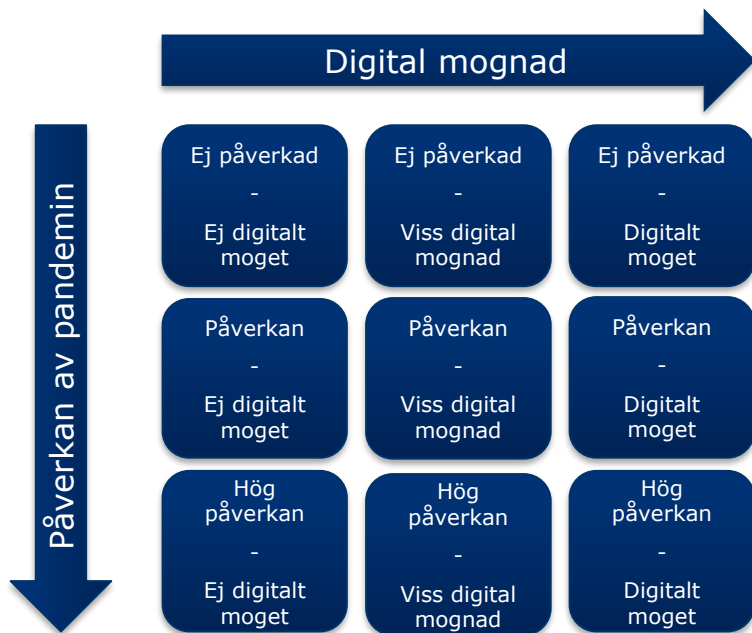 Digital mognad
Påverkan av pandemin
Ej påverkad
-
Ej digitalt
moget
Ej påverkad
-
Viss digital
mognad
Ej påverkad
-
Digitalt
moget
Påverkan
-
Ej digitalt
moget
Påverkan
-
Viss digital
mognad
Påverkan
-
Digitalt
moget
Hög
påverkan
-
Ej digitalt
moget
Hög
påverkan
-
Viss digital
mognad
Hög
påverkan
-
Digitalt
moget